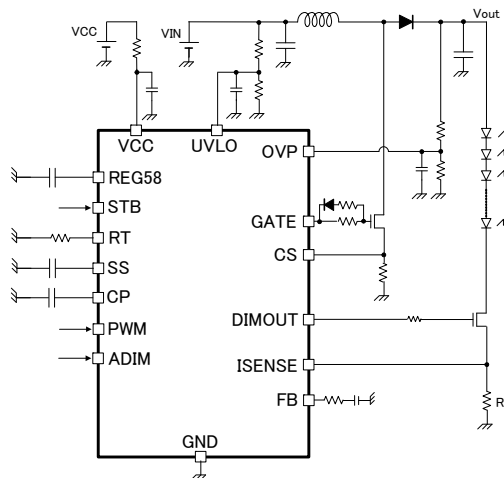 VCC
VIN
Vout
VCC
UVLO
OVP
REG58
STB
GATE
RT
CS
SS
CP
DIMOUT
PWM
ADIM
ISENSE
FB
R
GND